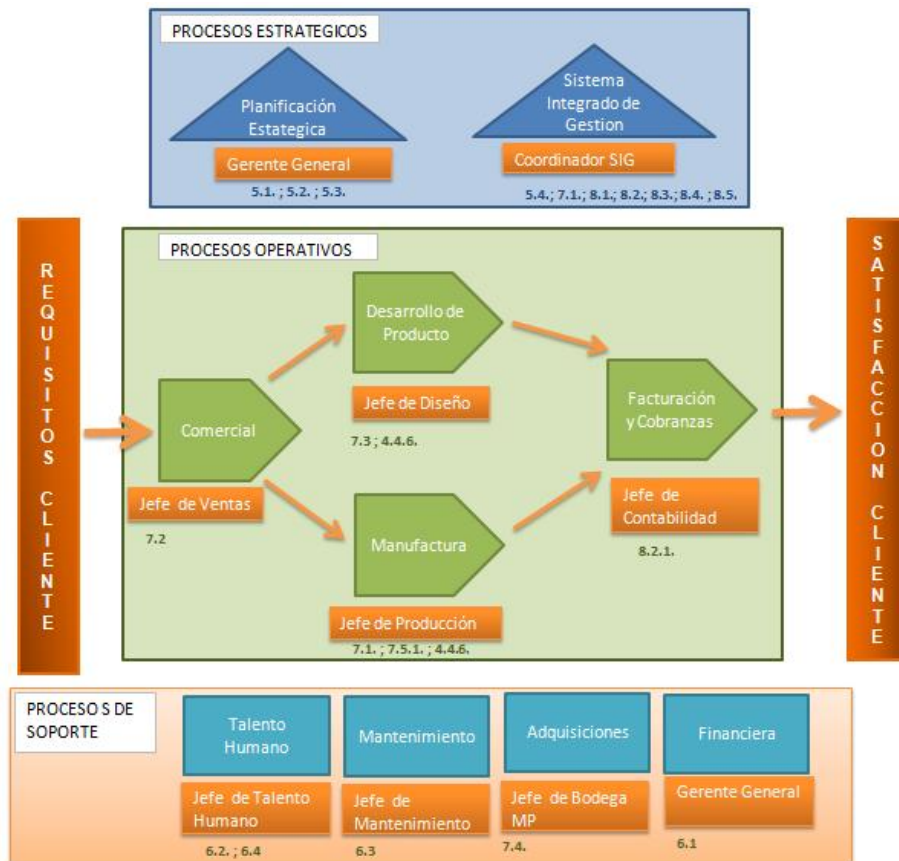 PROCESOS ESTRATEGICOS
Planificación
Estategica
Gerente General
5.1. ; 5.2. ; 5.3.
Sistema
Integrado de
Gestion
Coordinador SIG
5.4.; 7.1.; 8.1.; 8.2.; 8.3.; 8.4. ; 8.5.
REQUISITOS CLIENTE
PROCESOS OPERATIVOS
Comercial
Jefe de Ventas
7.2
Desarrollo de
Producto
Jefe de Diseño
7.3 ; 4.4.6.
Manufactura
Jefe de Producción
7.1. ; 7.5.1. ; 4.4.6.
Facturación
y Cobranzas
Jefe de
Contabilidad
8.2.1.
SATISFACCION CLIENTE
PROCESO S DE
SOPORTE
Talento
Humano
Jefe de Talento
Humano
6.2. ; 6.4
Mantenimiento
Jefe de
Mantenimiento
6.3
Adquisiciones
Jefe de Bodega
MP
7.4.
Financiera
Gerente General
6.1